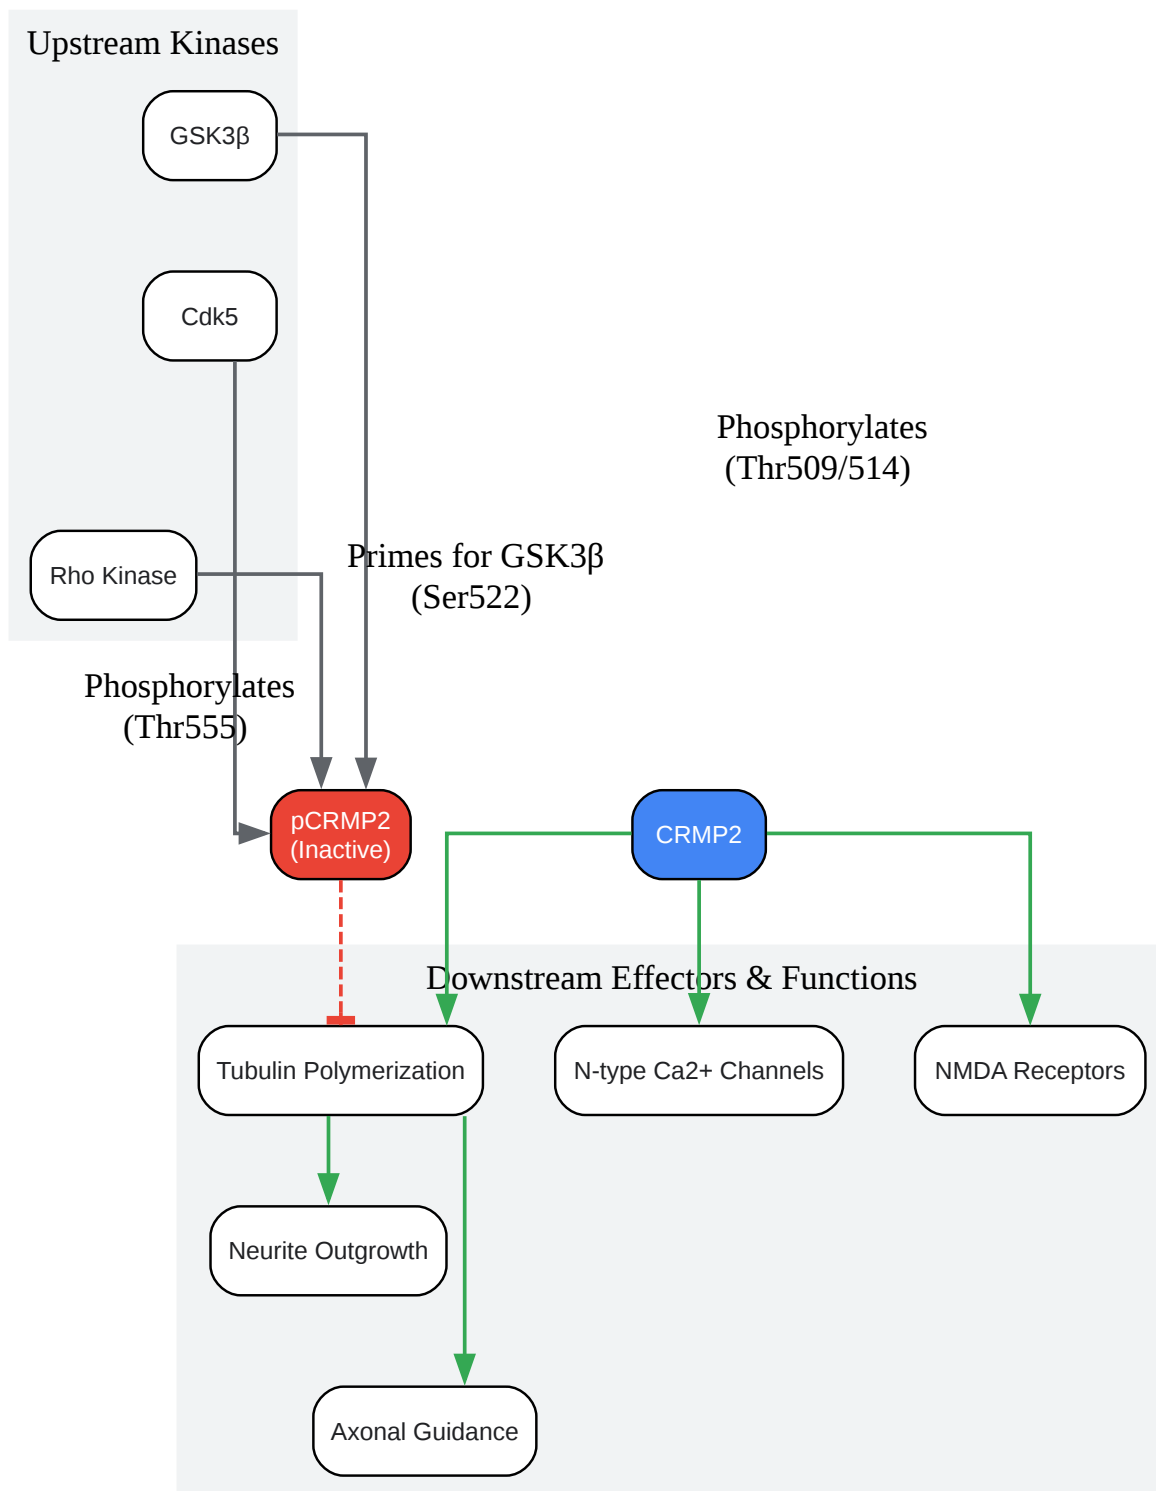 Upstream Kinases
GSK3β
Cdk5
Phosphorylates
(Thr509/514)
Primes for GSK3β
(Ser522)
Rho Kinase
Phosphorylates
(Thr555)
pCRMP2
(Inactive)
CRMP2
Downstream Effectors & Functions
Tubulin Polymerization
N-type Ca2+ Channels
NMDA Receptors
Neurite Outgrowth
Axonal Guidance